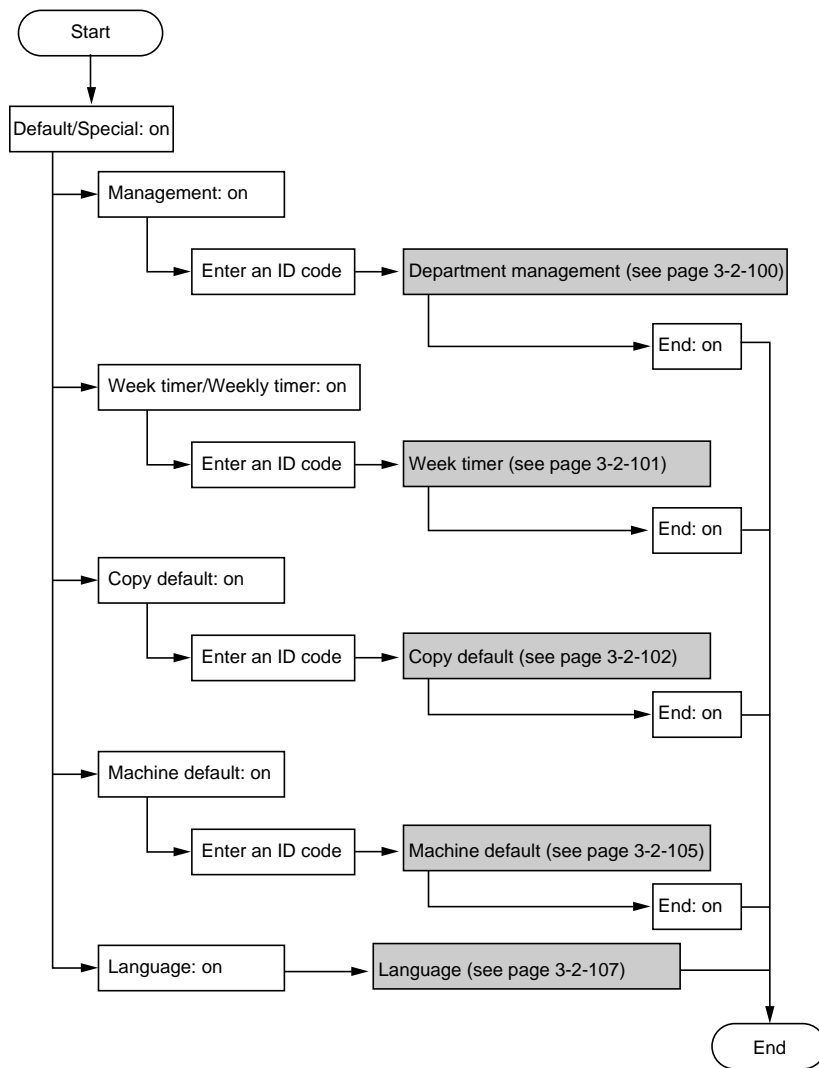 Start
Default/Special: on
Management: on
Enter an ID code
Department management (see page 3-2-100)
End: on
Week timer/Weekly timer: on
Enter an ID code
Week timer (see page 3-2-101)
End: on
Copy default: on
Enter an ID code
Copy default (see page 3-2-102)
End: on
Machine default: on
Enter an ID code
Machine default (see page 3-2-105)
End: on
Language: on
Language (see page 3-2-107)
End